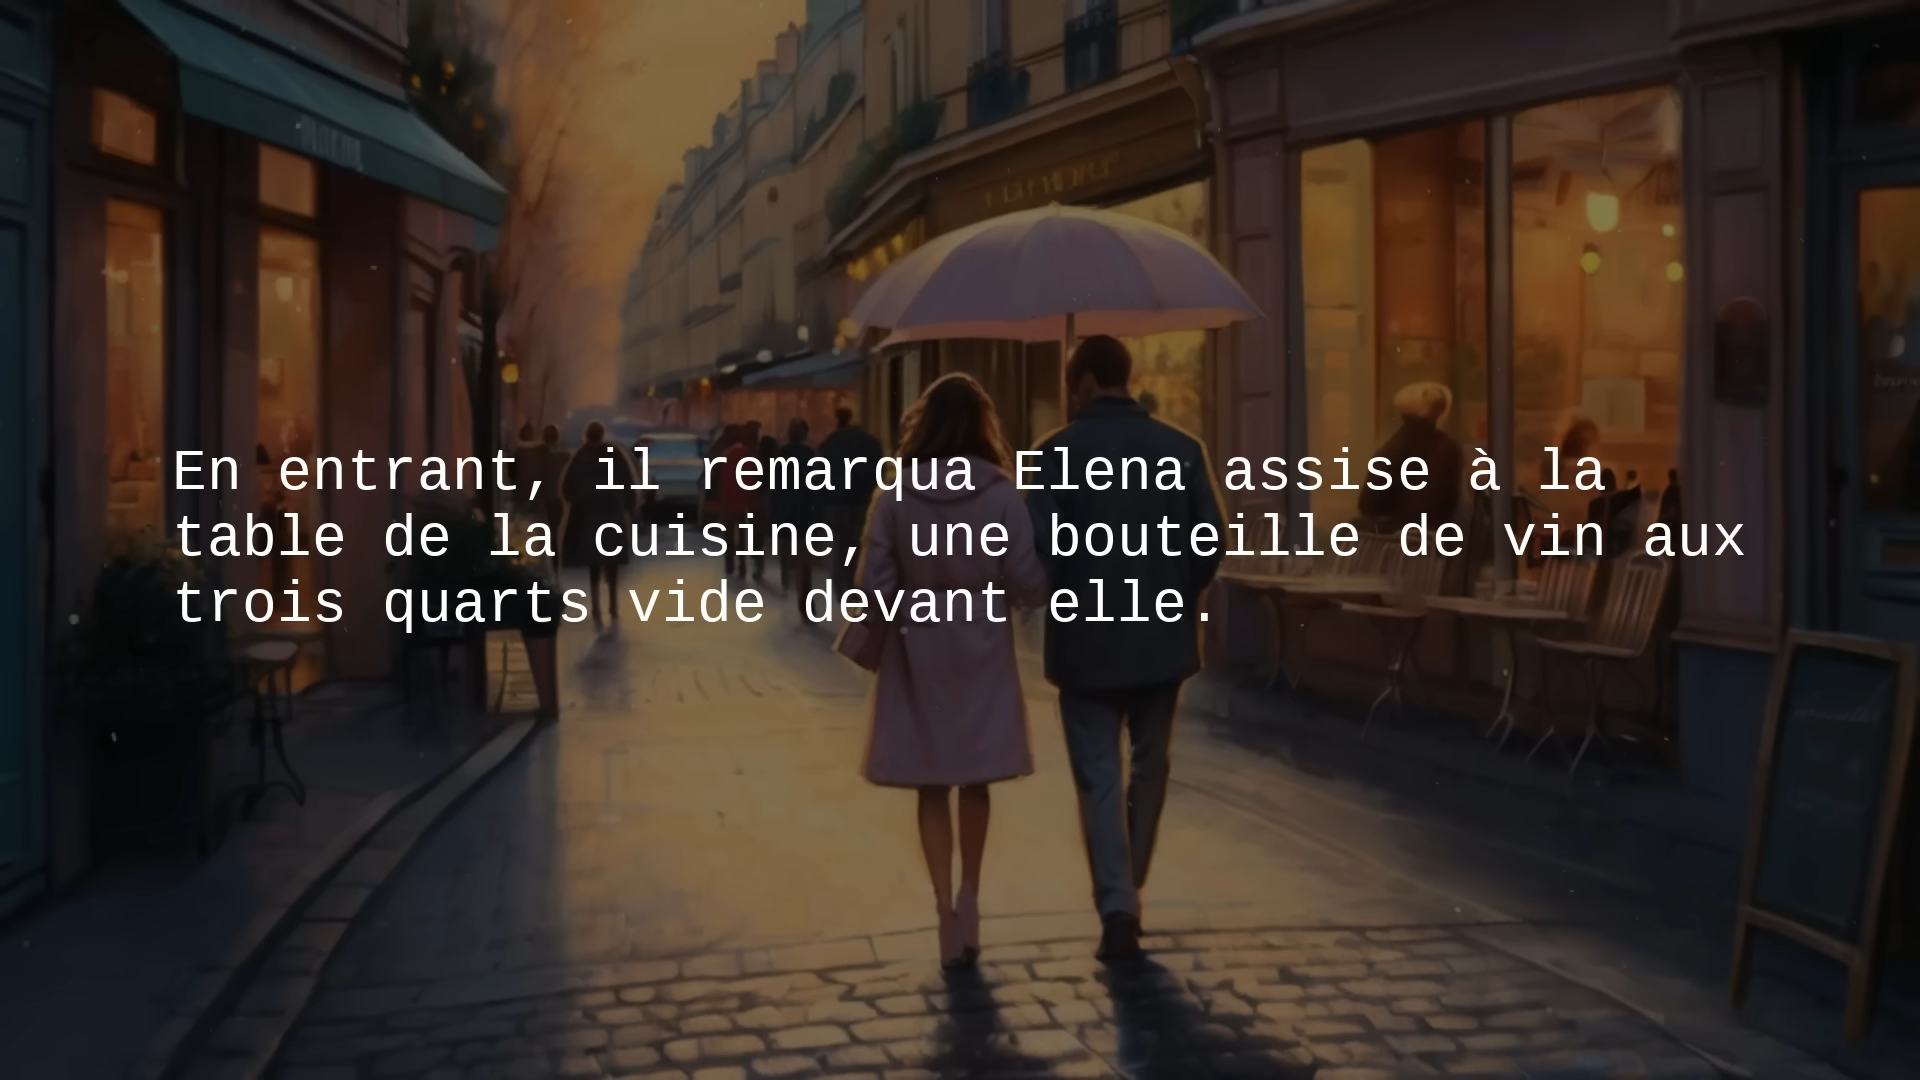 En entrant, il remarqua Elena assise à la
table de la cuisine, une bouteille de vin aux
trois quarts vide devant elle.